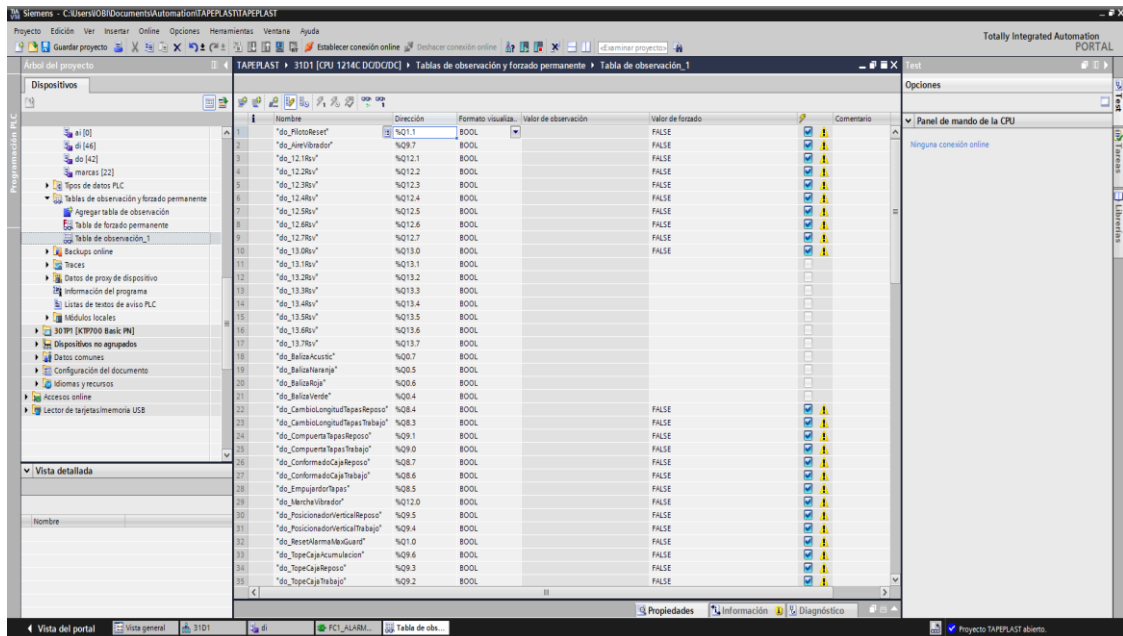 Siemens - C:\Users\IOBI\Documents\Automation\TAPEPLAST\TAPEPLAST
Proyecto Edición Ver Insertar Online Opciones Herramientas Ventana Ayuda
Totally Integrated Automation
PORTAL
Guardar proyecto
Establecer conexión online
Deshacer conexión online
<Examinar proyecto>
Árbol del proyecto
TAPEPLAST ▸ 31D1 [CPU 1214C DC/DC/DC] ▸ Tablas de observación y forzado permanente ▸ Tabla de observación_1
Test
Dispositivos
Opciones
Programación PLC
ai [0]
di [46]
do [42]
marcas [22]
Tipos de datos PLC
Tablas de observación y forzado permanente
Agregar tabla de observación
Tabla de forzado permanente
Tabla de observación_1
Backups online
Traces
Datos de proxy de dispositivo
Información del programa
Listas de textos de aviso PLC
Módulos locales
30TP1 [KTP700 Basic PN]
Dispositivos no agrupados
Datos comunes
Configuración del documento
Idiomas y recursos
Accesos online
Lector de tarjetas/memoria USB
Vista detallada
Nombre
i Nombre Dirección Formato visualiza.. Valor de observación Valor de forzado Comentario
1 "do_PilotoReset" %Q1.1 BOOL FALSE
2 "do_AireVibrador" %Q9.7 BOOL FALSE
3 "do_12.1Rsv" %Q12.1 BOOL FALSE
4 "do_12.2Rsv" %Q12.2 BOOL FALSE
5 "do_12.3Rsv" %Q12.3 BOOL FALSE
6 "do_12.4Rsv" %Q12.4 BOOL FALSE
7 "do_12.5Rsv" %Q12.5 BOOL FALSE
8 "do_12.6Rsv" %Q12.6 BOOL FALSE
9 "do_12.7Rsv" %Q12.7 BOOL FALSE
10 "do_13.0Rsv" %Q13.0 BOOL FALSE
11 "do_13.1Rsv" %Q13.1 BOOL
12 "do_13.2Rsv" %Q13.2 BOOL
13 "do_13.3Rsv" %Q13.3 BOOL
14 "do_13.4Rsv" %Q13.4 BOOL
15 "do_13.5Rsv" %Q13.5 BOOL
16 "do_13.6Rsv" %Q13.6 BOOL
17 "do_13.7Rsv" %Q13.7 BOOL
18 "do_BalizaAcustic" %Q0.7 BOOL
19 "do_BalizaNaranja" %Q0.5 BOOL
20 "do_BalizaRoja" %Q0.6 BOOL
21 "do_BalizaVerde" %Q0.4 BOOL
22 "do_CambioLongitudTapasReposo" %Q8.4 BOOL FALSE
23 "do_CambioLongitudTapasTrabajo" %Q8.3 BOOL FALSE
24 "do_CompuertaTapasReposo" %Q9.1 BOOL FALSE
25 "do_CompuertaTapasTrabajo" %Q9.0 BOOL FALSE
26 "do_ConformadoCajaReposo" %Q8.7 BOOL FALSE
27 "do_ConformadoCajaTrabajo" %Q8.6 BOOL FALSE
28 "do_EmpujardorTapas" %Q8.5 BOOL FALSE
29 "do_MarchaVibrador" %Q12.0 BOOL FALSE
30 "do_PosicionadorVerticalReposo" %Q9.5 BOOL FALSE
31 "do_PosicionadorVerticalTrabajo" %Q9.4 BOOL FALSE
32 "do_ResetAlarmaMaxGuard" %Q1.0 BOOL FALSE
33 "do_TopeCajaAcumulacion" %Q9.6 BOOL FALSE
34 "do_TopeCajaReposo" %Q9.3 BOOL FALSE
35 "do_TopeCajaTrabajo" %Q9.2 BOOL FALSE
Panel de mando de la CPU
Ninguna conexión online
Test
Tareas
Librerías
Propiedades Información Diagnóstico
Vista del portal Vista general 31D1 di FC1_ALARM... Tabla de obs...
Proyecto TAPEPLAST abierto.